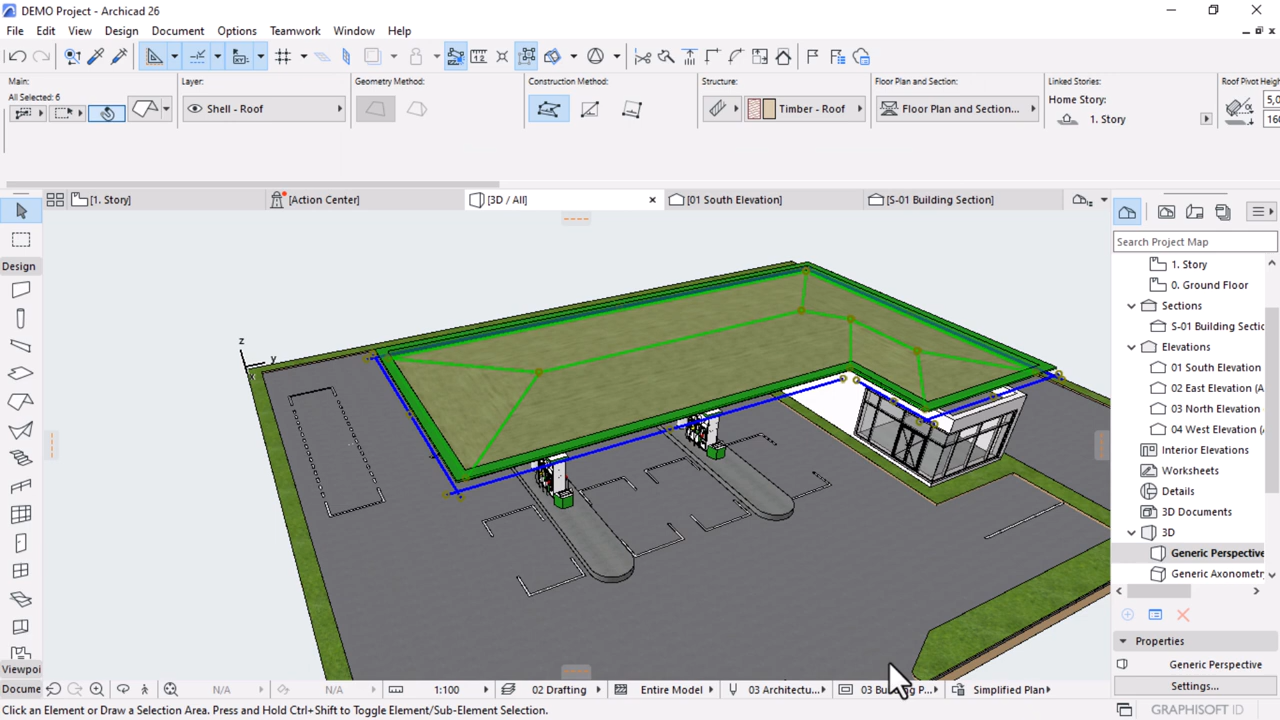 DEMO Project - Archicad 26
File Edit View Design Document Options Teamwork Window Help
Main:
All Selected: 6
Layer:
Shell - Roof
Geometry Method:
Construction Method:
Structure:
Timber - Roof
Floor Plan and Section:
Floor Plan and Section...
Linked Stories:
Home Story:
1. Story
Roof Pivot Hei
5,0
160
[1. Story]
[Action Center]
[3D / All]
[01 South Elevation]
[S-01 Building Section]
Design
Viewpoi
Docume
z
y
Search Project Map
1. Story
0. Ground Floor
Sections
S-01 Building Sectio
Elevations
01 South Elevation
02 East Elevation (A
03 North Elevation
04 West Elevation (A
Interior Elevations
Worksheets
Details
3D Documents
3D
Generic Perspective
Generic Axonometr
Properties
Generic Perspective
Settings...
N/A
N/A
1:100
02 Drafting
Entire Model
03 Architectu...
03 Bu
P...
Simplified Plan
Click an Element or Draw a Selection Area. Press and Hold Ctrl+Shift to Toggle Element/Sub-Element Selection.
GRAPHISOFT ID